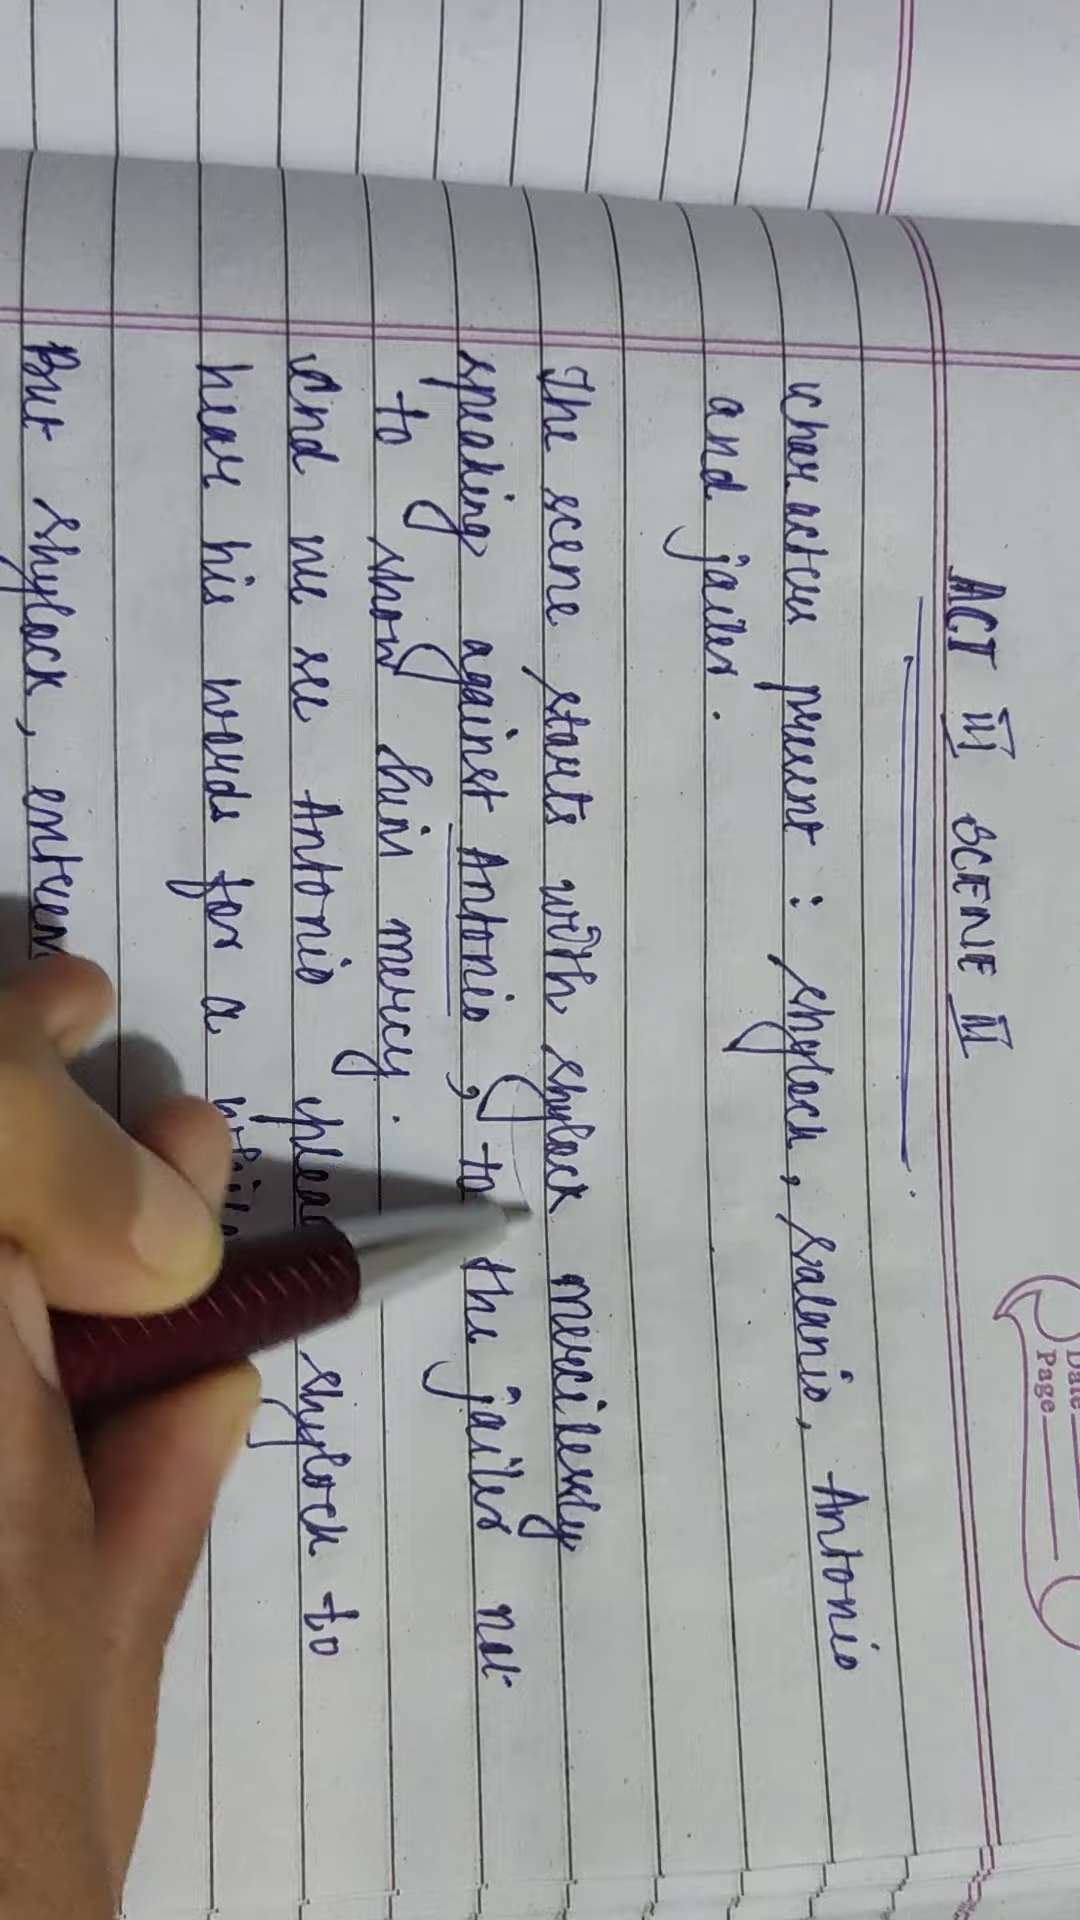 Date
Page
ACT III SCENE III
characters present : shylock, salanio, Antonio
and jailer.
The scene starts with shylock mercilessly
speaking against Antonio, to the jailer not
to show him mercy.
And we see Antonio plead shylock to
hear his words for a while
But shylock,